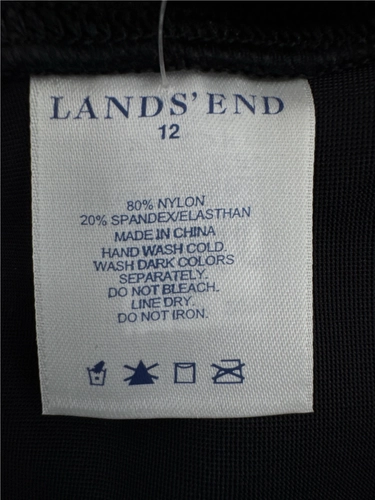 LANDS' END
12
80% NYLON
20% SPANDEX/ELASTHAN
MADE IN CHINA
HAND WASH COLD.
WASH DARK COLORS
SEPARATELY.
DO NOT BLEACH.
LINE DRY.
DO NOT IRON.